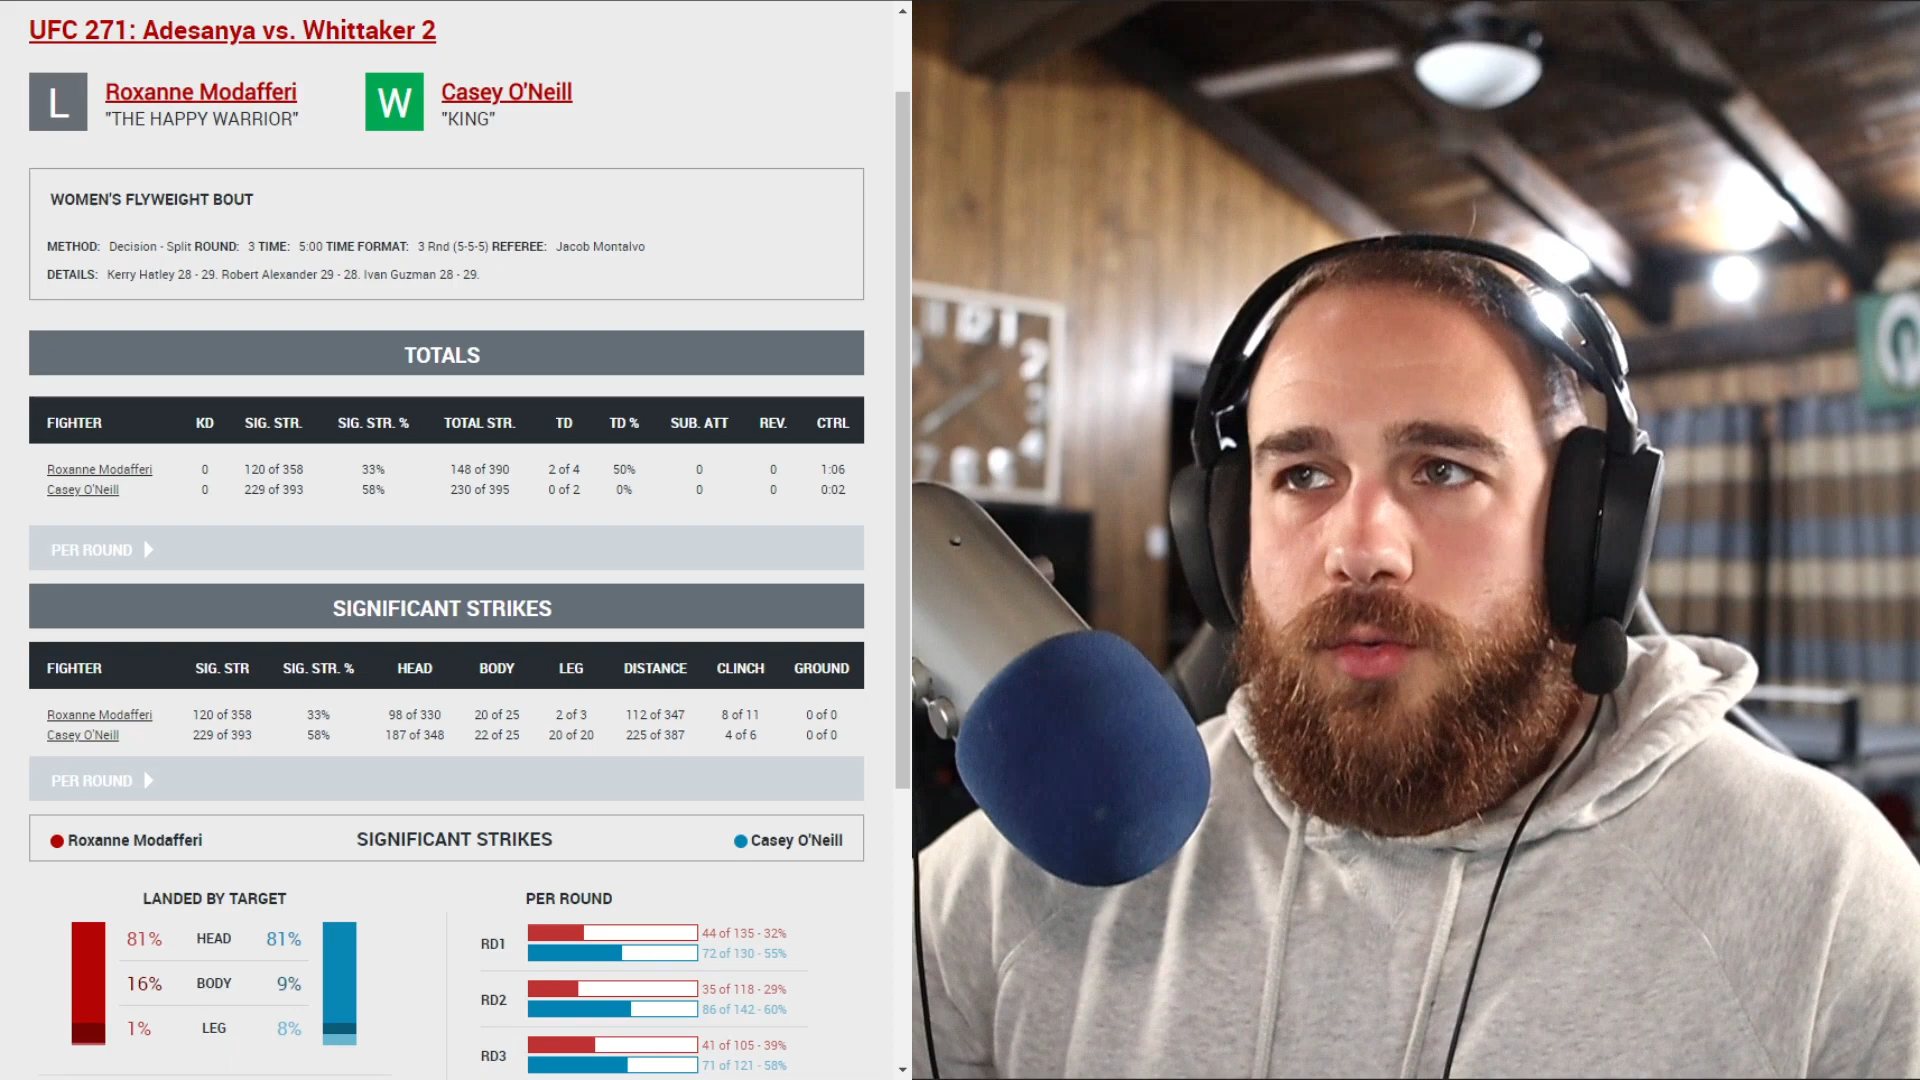 UFC 271: Adesanya vs. Whittaker 2
L Roxanne Modafferi W Casey O'Neill
"THE HAPPY WARRIOR" "KING"
WOMEN'S FLYWEIGHT BOUT
METHOD: Decision - Split ROUND: 3 TIME: 5:00 TIME FORMAT: 3 Rnd (5-5-5) REFEREE: Jacob Montalvo
DETAILS: Kerry Hatley 28 - 29. Robert Alexander 29 - 28. Ivan Guzman 28 - 29.
TOTALS
FIGHTER KD SIG. STR. SIG. STR. % TOTAL STR. TD TD % SUB. ATT REV. CTRL
Roxanne Modafferi 0 120 of 358 33% 148 of 390 2 of 4 50% 0 0 1:06
Casey O'Neill 0 229 of 393 58% 230 of 395 0 of 2 0% 0 0 0:02
PER ROUND
SIGNIFICANT STRIKES
FIGHTER SIG. STR SIG. STR. % HEAD BODY LEG DISTANCE CLINCH GROUND
Roxanne Modafferi 120 of 358 33% 98 of 330 20 of 25 2 of 3 112 of 347 8 of 11 0 of 0
Casey O'Neill 229 of 393 58% 187 of 348 22 of 25 20 of 20 225 of 387 4 of 6 0 of 0
PER ROUND
Roxanne Modafferi SIGNIFICANT STRIKES Casey O'Neill
LANDED BY TARGET PER ROUND
81% HEAD 81%
16% BODY 9%
1% LEG 8%
RD1 44 of 135 - 32%
72 of 130 - 55%
RD2 35 of 118 - 29%
86 of 142 - 60%
RD3 41 of 105 - 39%
71 of 121 - 58%